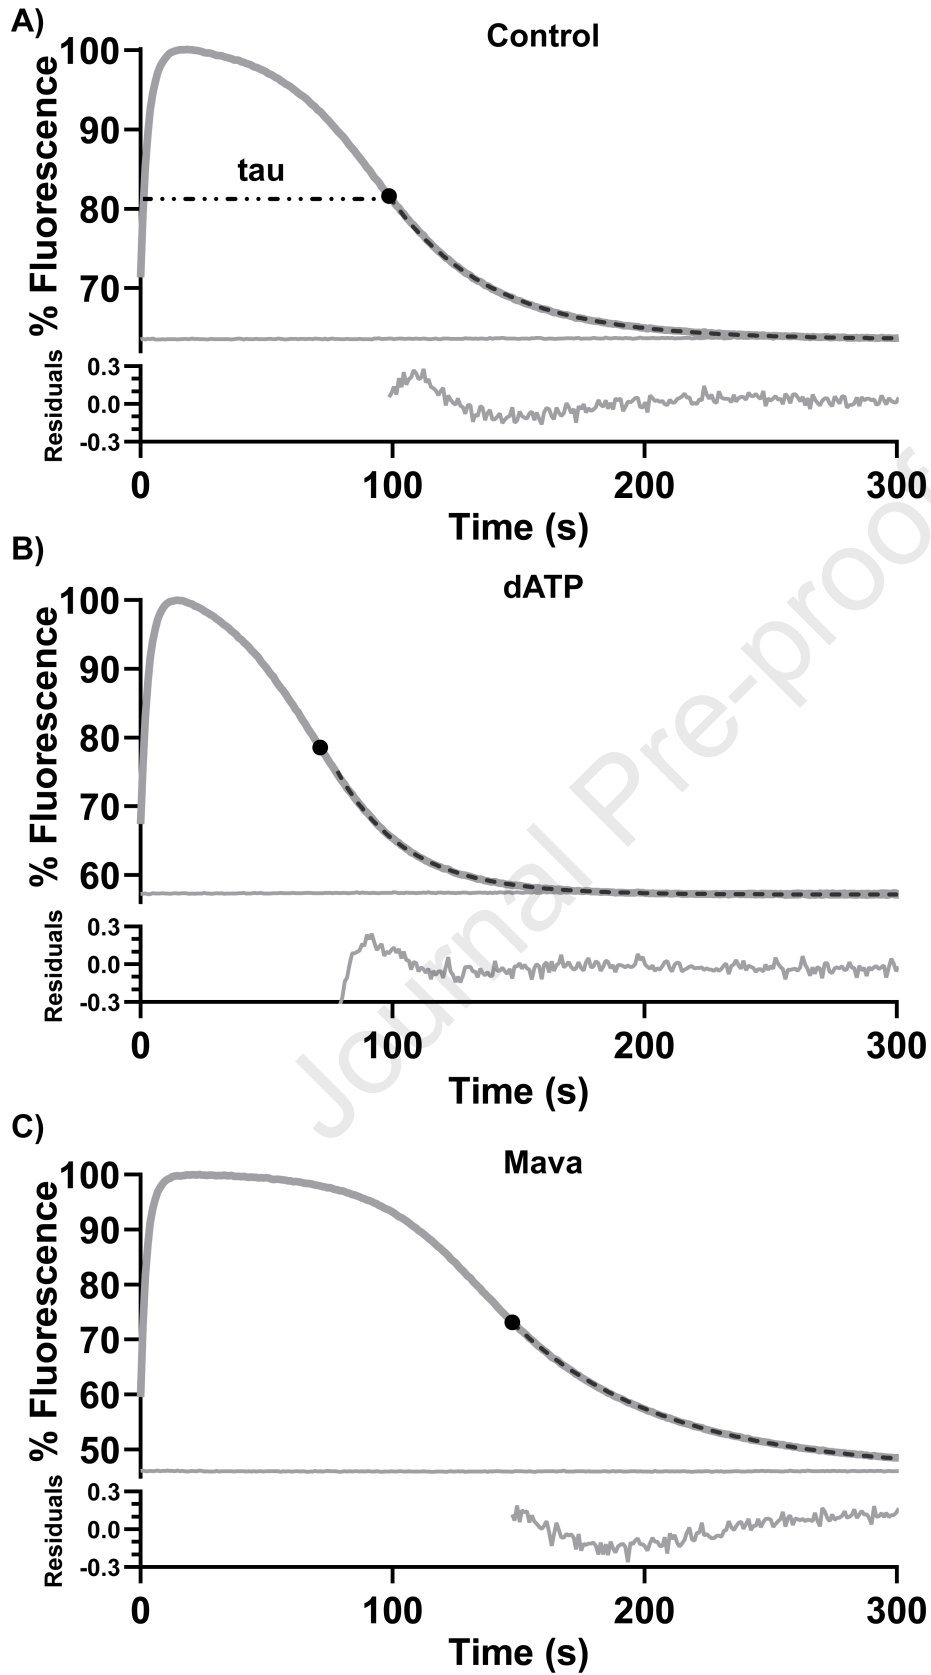 A)
Control
% Fluorescence
100
90
80
70
tau
Residuals
0.3
0.0
-0.3
0 100 200 300
Time (s)
B)
dATP
% Fluorescence
100
90
80
70
60
Residuals
0.3
0.0
-0.3
0 100 200 300
Time (s)
C)
Mava
% Fluorescence
100
90
80
70
60
50
Residuals
0.3
0.0
-0.3
0 100 200 300
Time (s)
Journal Pre-proof